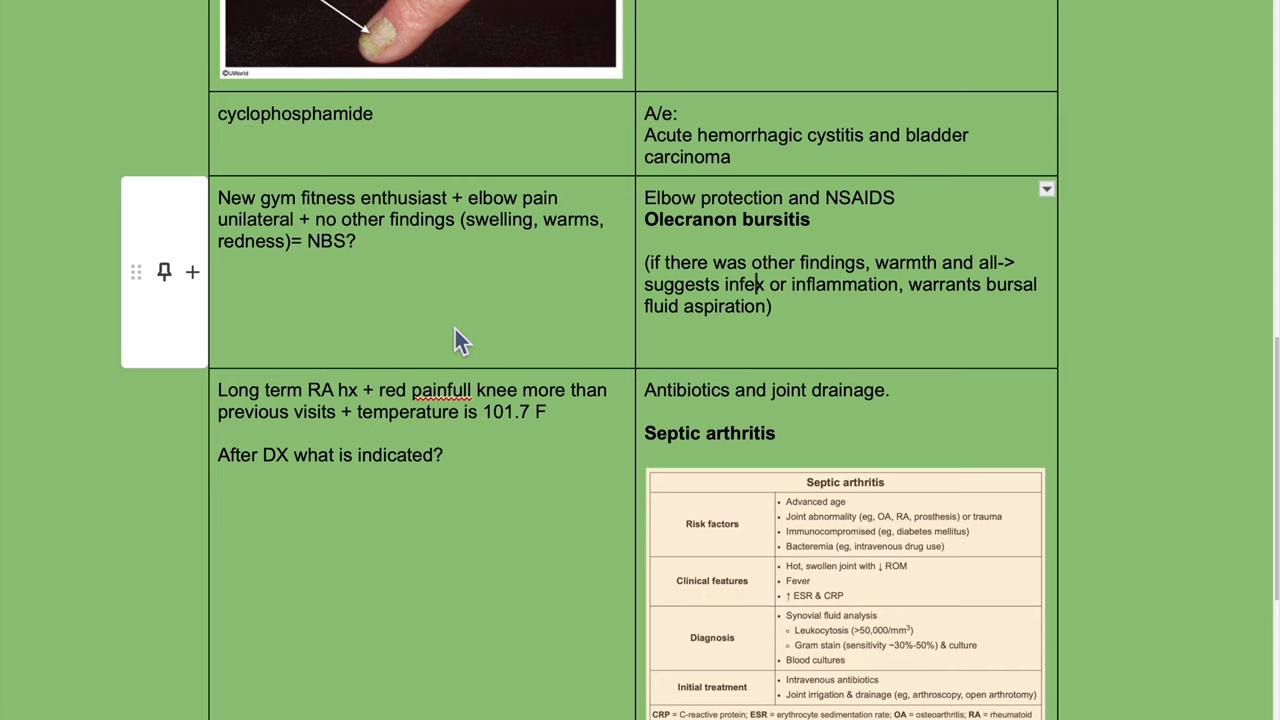 ©UWorld
cyclophosphamide
A/e:
Acute hemorrhagic cystitis and bladder
carcinoma
New gym fitness enthusiast + elbow pain
unilateral + no other findings (swelling, warms,
redness)= NBS?
Elbow protection and NSAIDS
Olecranon bursitis
(if there was other findings, warmth and all->
suggests infex or inflammation, warrants bursal
fluid aspiration)
Long term RA hx + red painfull knee more than
previous visits + temperature is 101.7 F
After DX what is indicated?
Antibiotics and joint drainage.
Septic arthritis
Septic arthritis
Risk factors
• Advanced age
• Joint abnormality (eg, OA, RA, prosthesis) or trauma
• Immunocompromised (eg, diabetes mellitus)
• Bacteremia (eg, intravenous drug use)
Clinical features
• Hot, swollen joint with ↓ ROM
• Fever
• ↑ ESR & CRP
Diagnosis
• Synovial fluid analysis
○ Leukocytosis (>50,000/mm³)
○ Gram stain (sensitivity ~30%-50%) & culture
• Blood cultures
Initial treatment
• Intravenous antibiotics
• Joint irrigation & drainage (eg, arthroscopy, open arthrotomy)
CRP = C-reactive protein; ESR = erythrocyte sedimentation rate; OA = osteoarthritis; RA = rheumatoid